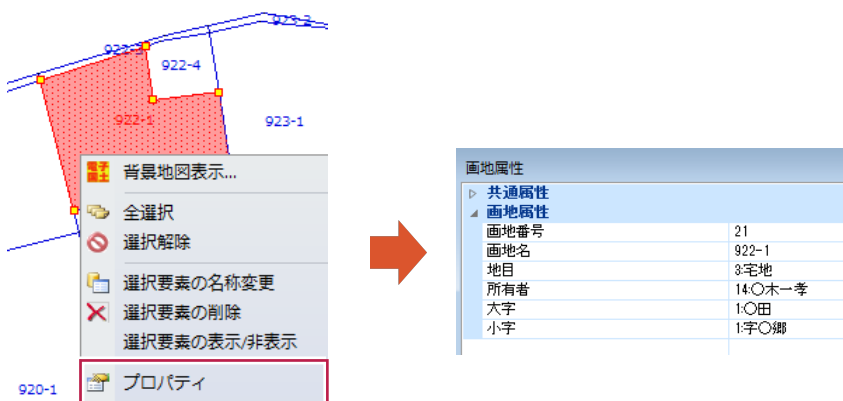 923-2
922-3
922-4
922-1
923-1
電子国土
背景地図表示...
全選択
選択解除
選択要素の名称変更
選択要素の削除
選択要素の表示/非表示
プロパティ
920-1
画地属性
共通属性
画地属性
画地番号 21
画地名 922-1
地目 3:宅地
所有者 14:〇木一孝
大字 1:〇田
小字 1:字〇郷